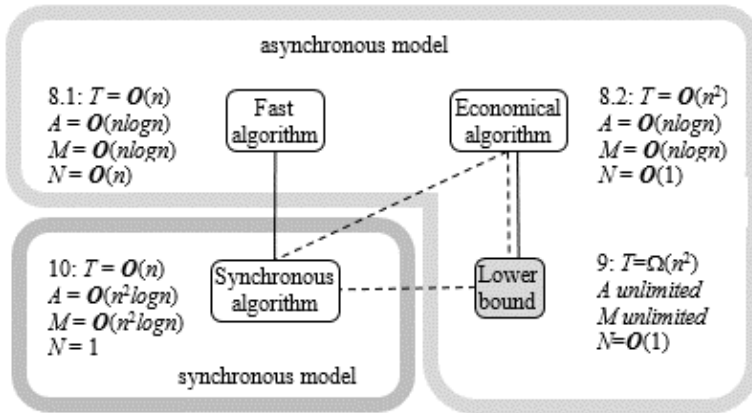 asynchronous model
8.1: T = O(n)
A = O(nlogn)
M = O(nlogn)
N = O(n)
Fast
algorithm
Economical
algorithm
8.2: T = O(n²)
A = O(nlogn)
M = O(nlogn)
N = O(1)
10: T = O(n)
A = O(n²logn)
M = O(n²logn)
N = 1
Synchronous
algorithm
Lower
bound
9: T=Ω(n²)
A unlimited
M unlimited
N=O(1)
synchronous model